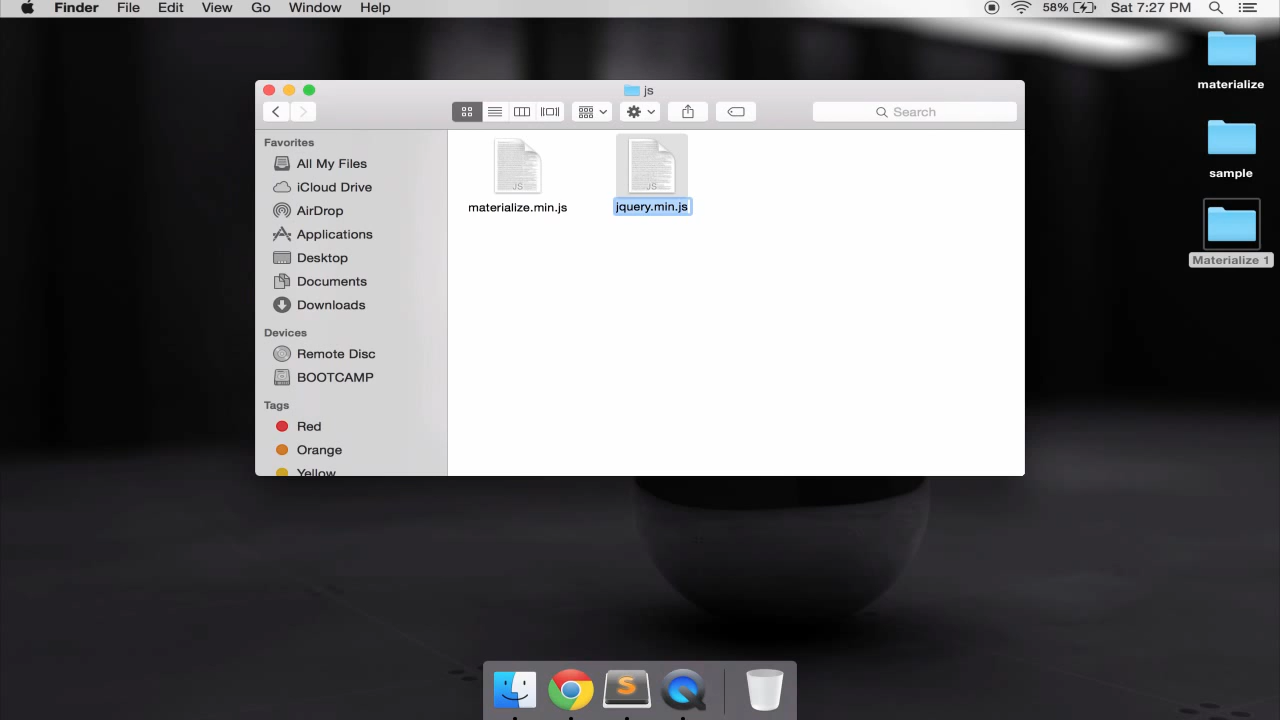 Finder File Edit View Go Window Help 58% Sat 7:27 PM
js
Search
Favorites
All My Files
iCloud Drive
AirDrop
Applications
Desktop
Documents
Downloads
Devices
Remote Disc
BOOTCAMP
Tags
Red
Orange
Yellow
JS
materialize.min.js
JS
jquery.min.js
materialize
sample
Materialize 1